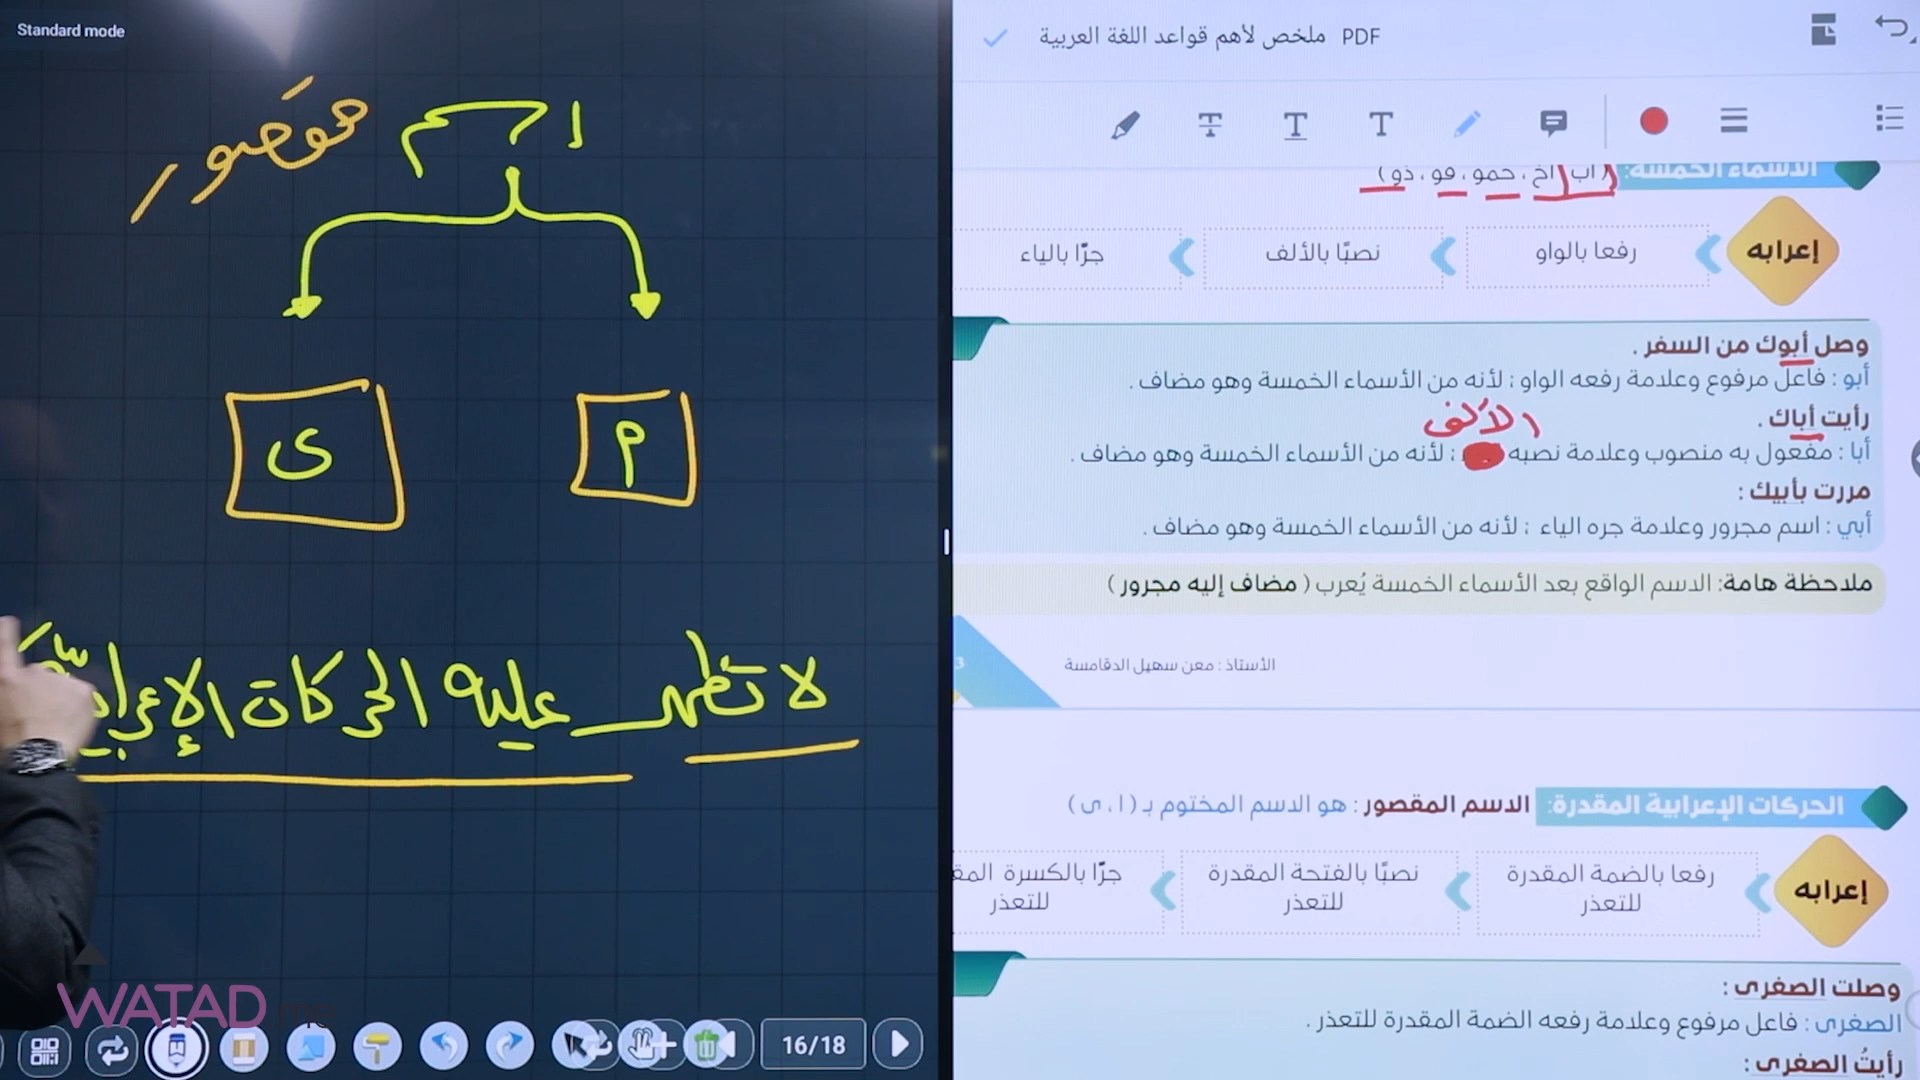 Standard mode
اسم مقصور
م
ى
لا تظهر عليه الحركات الإعرابية
WATAD
16/18
ملخص لأهم قواعد اللغة العربية PDF
الأسماء الخمسة: ( أب ، أخ ، حمو ، فو ، ذو )
إعرابه
رفعا بالواو
نصبًا بالألف
جرًّا بالياء
وصل أبوك من السفر .
أبو : فاعل مرفوع وعلامة رفعه الواو ؛ لأنه من الأسماء الخمسة وهو مضاف .
رأيت أباك .
الألف
أبا : مفعول به منصوب وعلامة نصبه ؛ لأنه من الأسماء الخمسة وهو مضاف .
مررت بأبيك :
أبي : اسم مجرور وعلامة جره الياء ؛ لأنه من الأسماء الخمسة وهو مضاف .
ملاحظة هامة: الاسم الواقع بعد الأسماء الخمسة يُعرب ( مضاف إليه مجرور )
الأستاذ : معن سهيل الدقامسة
3
الحركات الإعرابية المقدرة: الاسم المقصور : هو الاسم المختوم بـ ( ا ، ى )
إعرابه
رفعا بالضمة المقدرة
للتعذر
نصبًا بالفتحة المقدرة
للتعذر
جرًّا بالكسرة المق
للتعذر
وصلت الصغرى :
الصغرى : فاعل مرفوع وعلامة رفعه الضمة المقدرة للتعذر .
رأيتُ الصغرى :